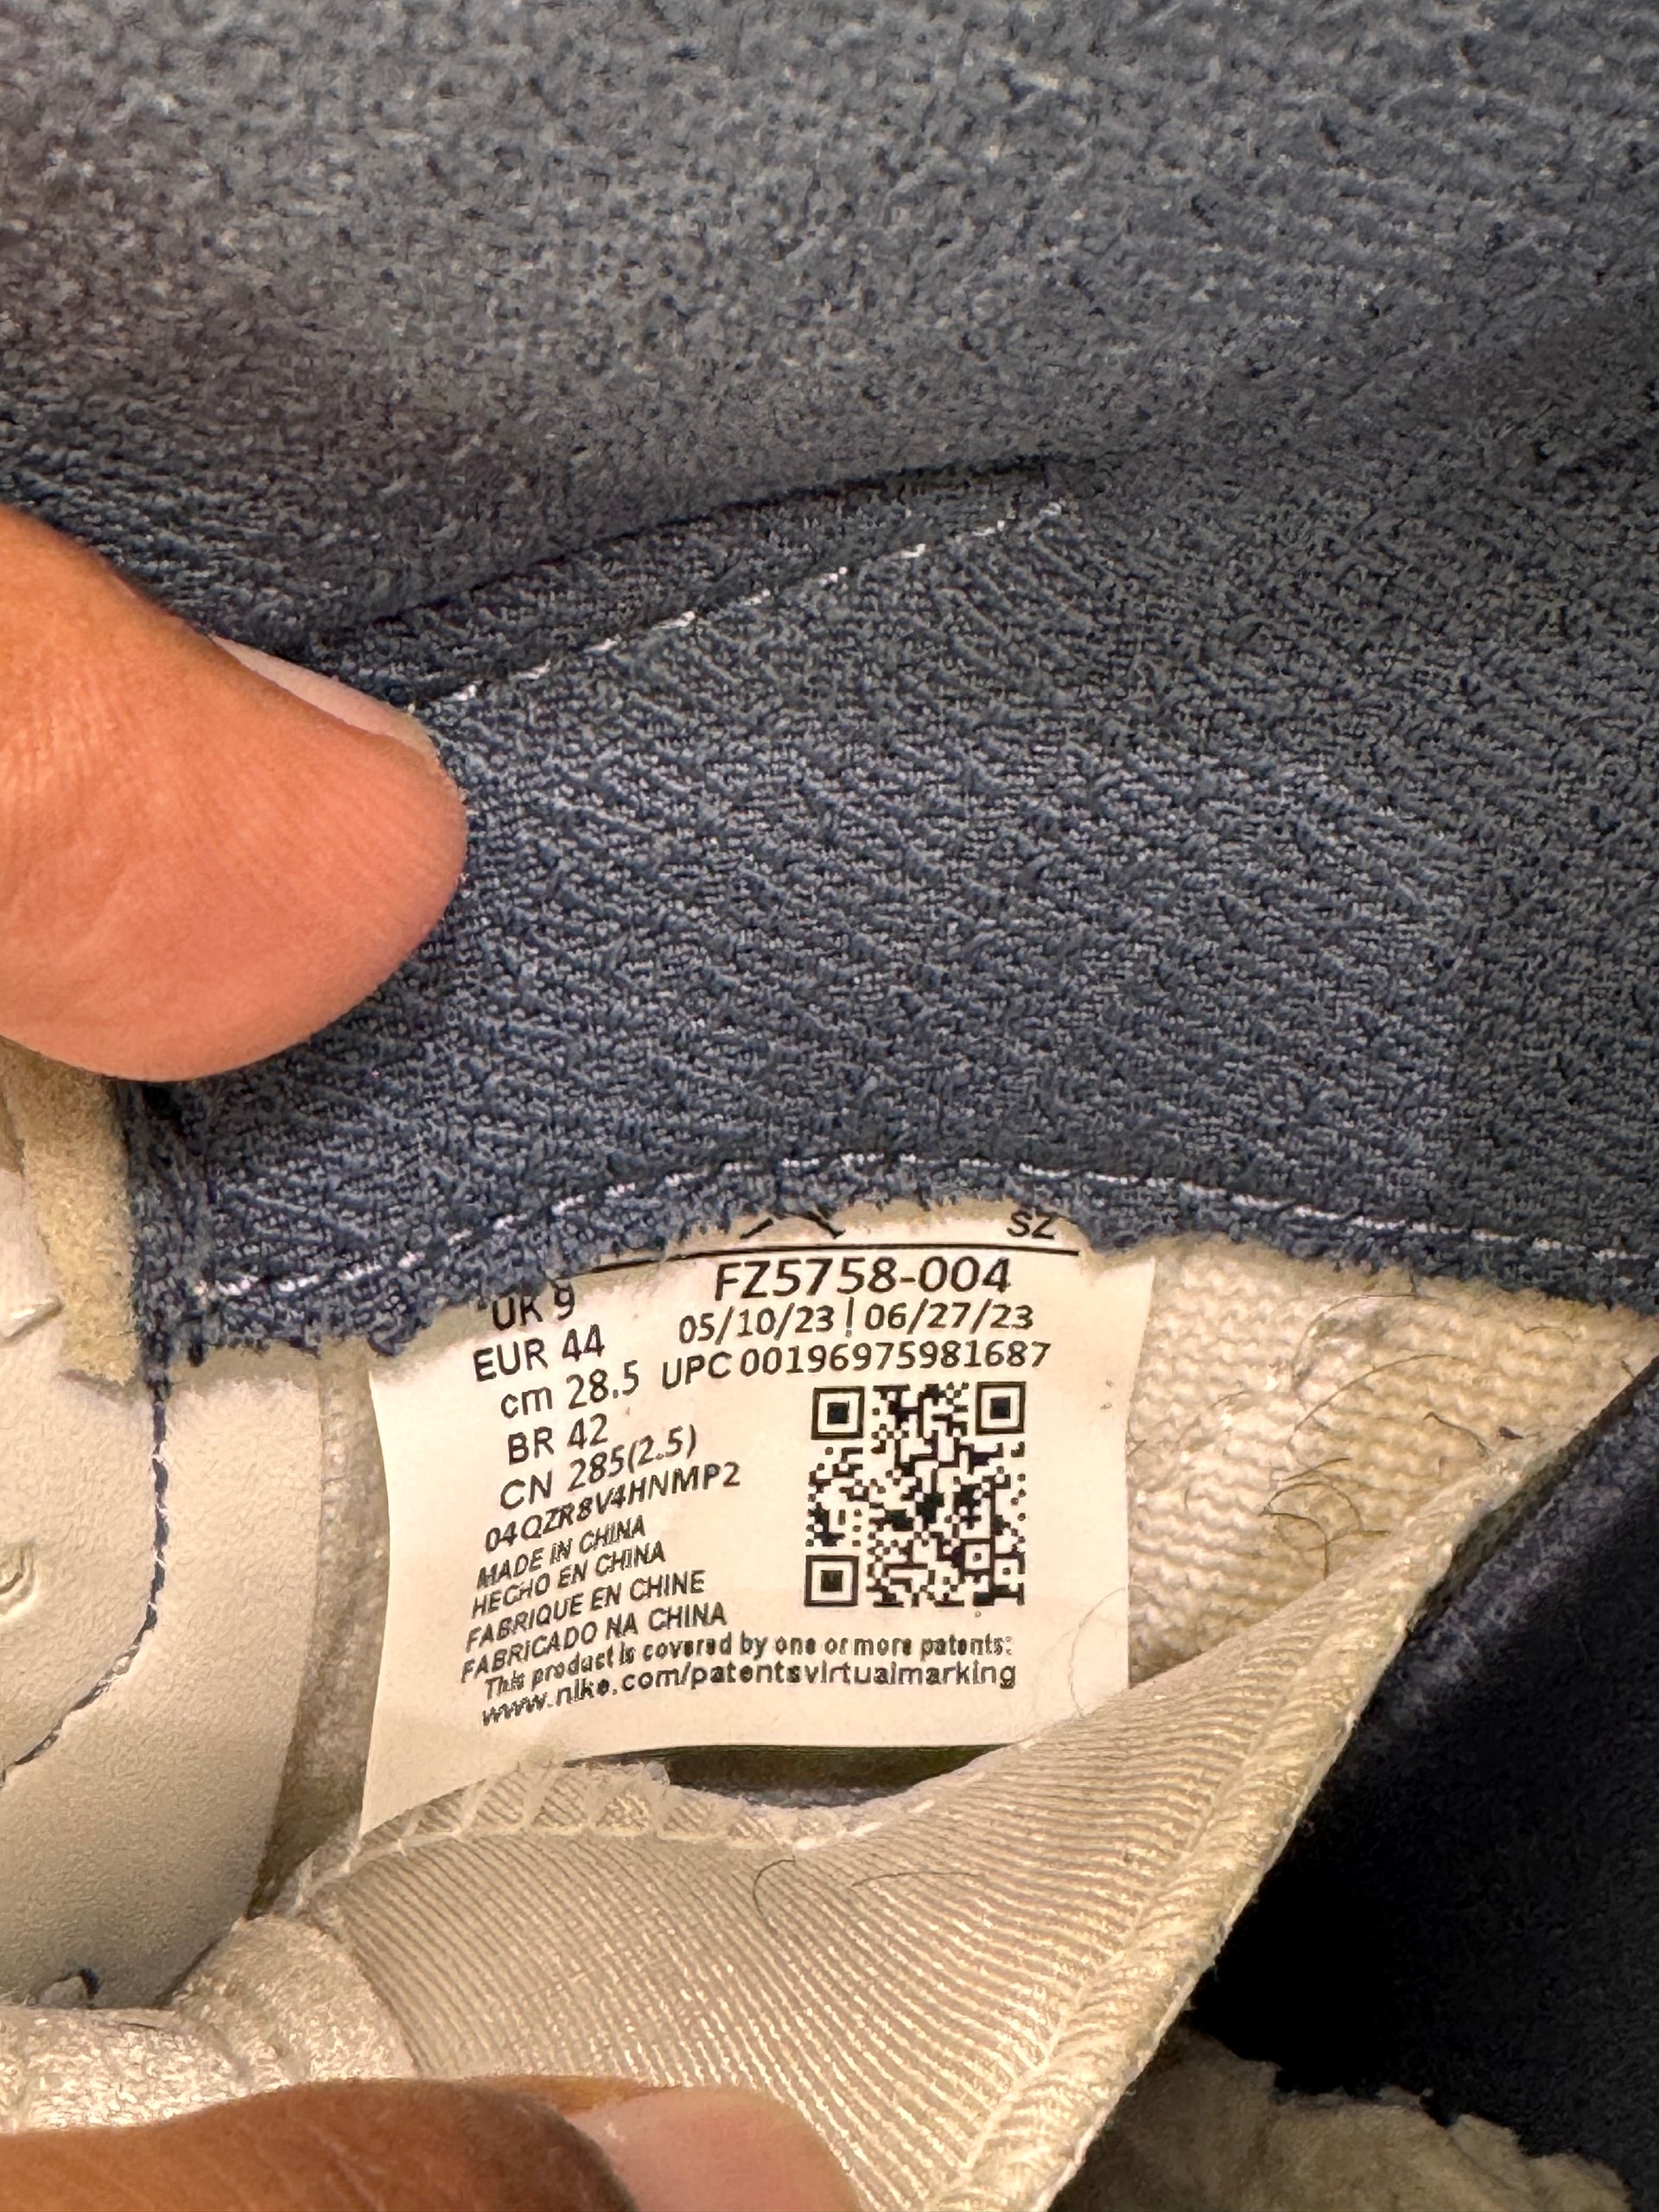 SZ
UK 9
EUR 44
cm 28.5
BR 42
CN 285(2.5)
04QZR8V4HNMP2
MADE IN CHINA
HECHO EN CHINA
FABRIQUE EN CHINE
FABRICADO NA CHINA
FZ5758-004
05/10/23 | 06/27/23
UPC 00196975981687
This product is covered by one or more patents:
www.nike.com/patentsvirtualmarking